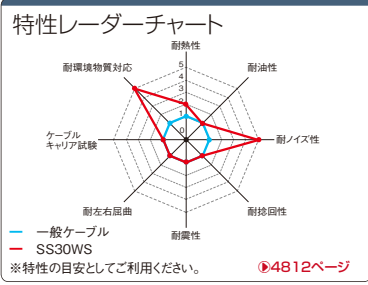 特性レーダーチャート
耐熱性
耐環境物質対応
耐油性
5
4
3
2
1
0
ケーブル
キャリア試験
耐ノイズ性
耐左右屈曲
耐捻回性
耐震性
一般ケーブル
SS30WS
※特性の目安としてご利用ください。
4812ページ